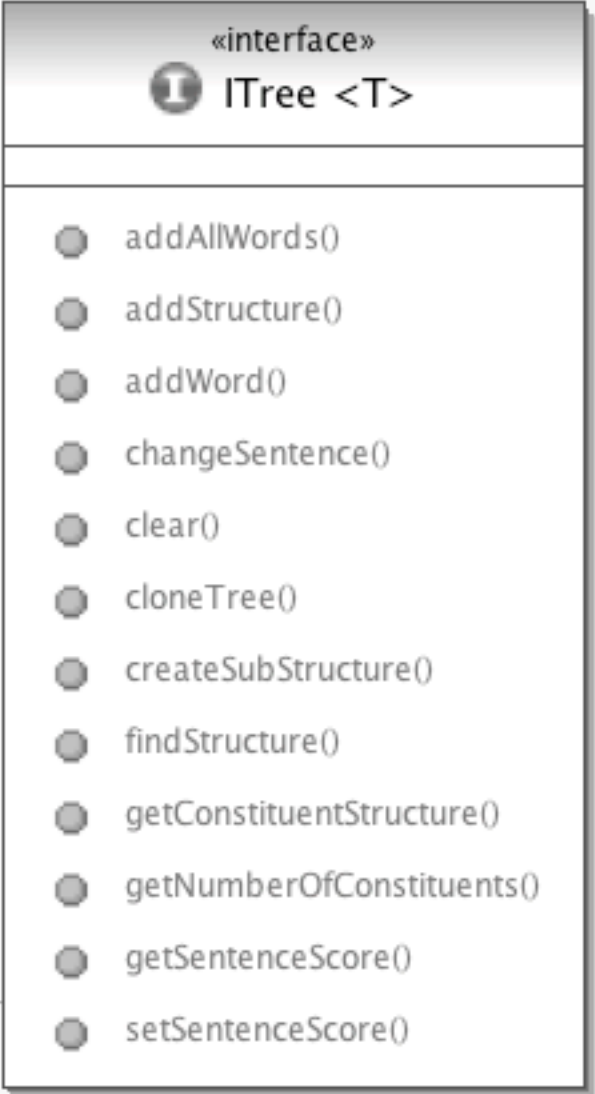 «interface»
I ITree <T>
addAllWords()
addStructure()
addWord()
changeSentence()
clear()
cloneTree()
createSubStructure()
findStructure()
getConstituentStructure()
getNumberOfConstituents()
getSentenceScore()
setSentenceScore()